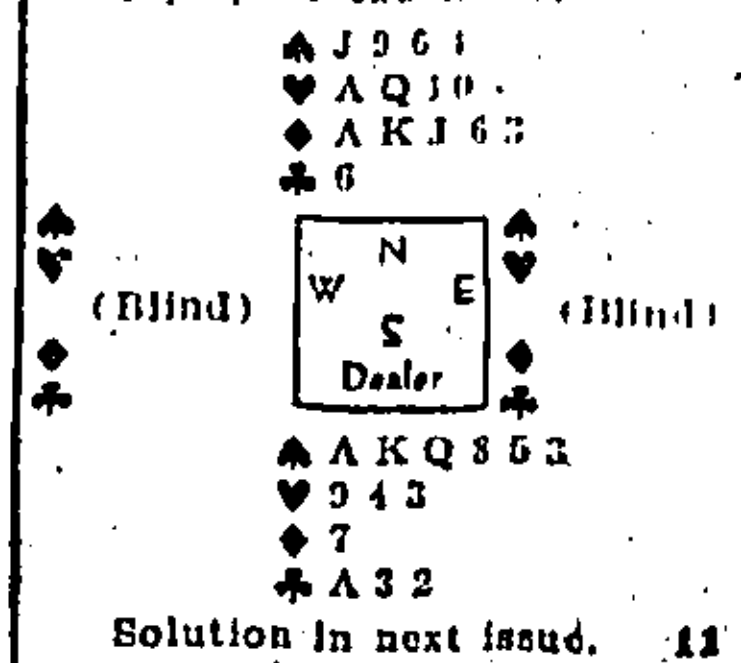 ♠ J 9 6 4
♥ A Q 10
♦ A K J 6 3
♣ 6
♠ ♠
♥ N ♥
(Blind) W E (Blind)
♦ S ♦
♣ Dealer ♣
♠ A K Q 8 5 3
♥ 9 4 3
♦ 7
♣ A 3 2
Solution in next issue. 11